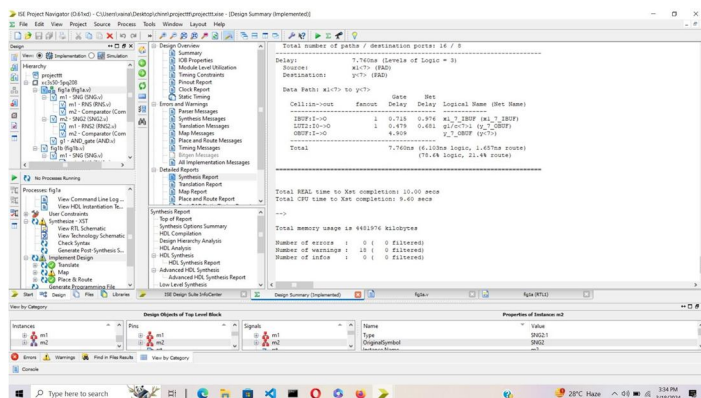 ISE Project Navigator (O.61xd) - C:\Users\vaina\Desktop\chinn\projecttt\projecttt.xise - [Design Summary (Implemented)]
File Edit View Project Source Process Tools Window Layout Help
Design
View: Implementation Simulation
Hierarchy
projecttt
xc3s50-5pq208
fig1a (fig1a.v)
m1 - SNG (SNG.v)
m1 - RNS (RNS.v)
m2 - Comparator (Com
m2 - SNG2 (SNG2.v)
m1 - RNS2 (RNS2.v)
m2 - Comparator (Com
g1 - AND_gate (AND.v)
fig1b (fig1b.v)
m1 - SNG (SNG.v)
No Processes Running
Processes: fig1a
View Command Line Log ...
View HDL Instantiation Te...
User Constraints
Synthesize - XST
View RTL Schematic
View Technology Schematic
Check Syntax
Generate Post-Synthesis S...
Implement Design
Translate
Map
Place & Route
Generate Programming File
Start Design Files Libraries
Design Overview
Summary
IOB Properties
Module Level Utilization
Timing Constraints
Pinout Report
Clock Report
Static Timing
Errors and Warnings
Parser Messages
Synthesis Messages
Translation Messages
Map Messages
Place and Route Messages
Timing Messages
Bitgen Messages
All Implementation Messages
Detailed Reports
Synthesis Report
Translation Report
Map Report
Place and Route Report
Synthesis Report
Top of Report
Synthesis Options Summary
HDL Compilation
Design Hierarchy Analysis
HDL Analysis
HDL Synthesis
HDL Synthesis Report
Advanced HDL Synthesis
Advanced HDL Synthesis Report
Low Level Synthesis
Total number of paths / destination ports: 16 / 8
Delay: 7.760ns (Levels of Logic = 3)
Source: x1<7> (PAD)
Destination: y<7> (PAD)
Data Path: x1<7> to y<7>
Gate Net
Cell:in->out fanout Delay Delay Logical Name (Net Name)
IBUF:I->O 1 0.715 0.976 x1_7_IBUF (x1_7_IBUF)
LUT2:I0->O 1 0.479 0.681 g1/c<7>1 (y_7_OBUF)
OBUF:I->O 4.909 y_7_OBUF (y<7>)
Total 7.760ns (6.103ns logic, 1.657ns route)
(78.6% logic, 21.4% route)
Total REAL time to Xst completion: 10.00 secs
Total CPU time to Xst completion: 9.60 secs
-->
Total memory usage is 4401976 kilobytes
Number of errors : 0 ( 0 filtered)
Number of warnings : 18 ( 0 filtered)
Number of infos : 0 ( 0 filtered)
ISE Design Suite InfoCenter Design Summary (Implemented) fig1a.v fig1a (RTL1)
View by Category
Design Objects of Top Level Block Properties of Instance: m2
Instances Pins Signals Name Value
m1 m1 m1 Type SNG2:1
m2 m2 m2 OriginalSymbol SNG2
Errors Warnings Find in Files Results View by Category
Console
Type here to search
28°C Haze
3:34 PM